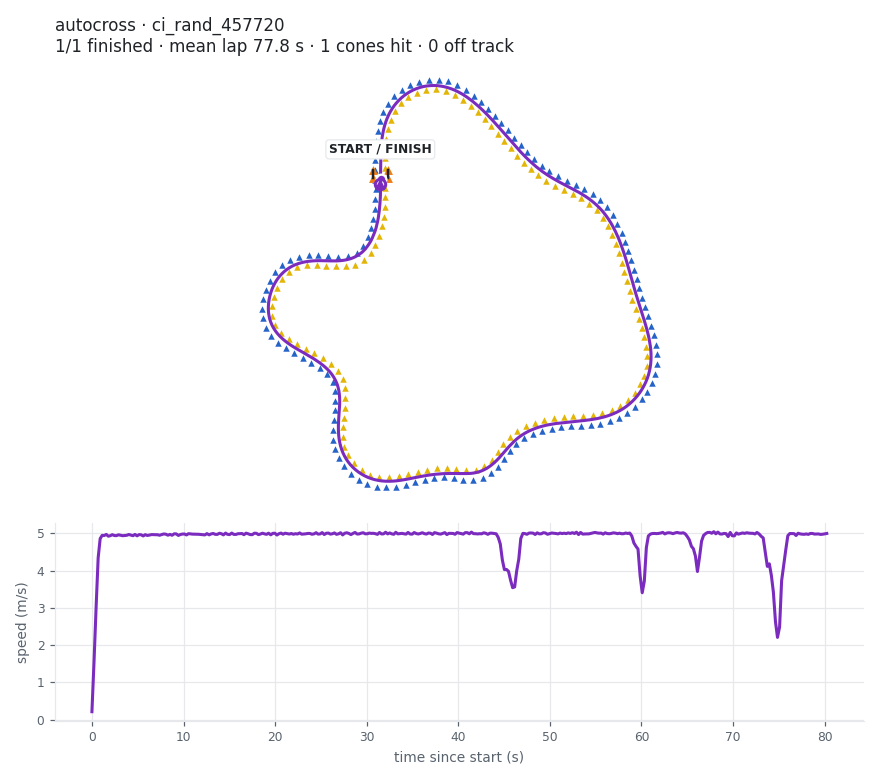 autocross · ci_rand_457720
1/1 finished · mean lap 77.8 s · 1 cones hit · 0 off track
START / FINISH
5
4
3
2
1
0
speed (m/s)
0 10 20 30 40 50 60 70 80
time since start (s)